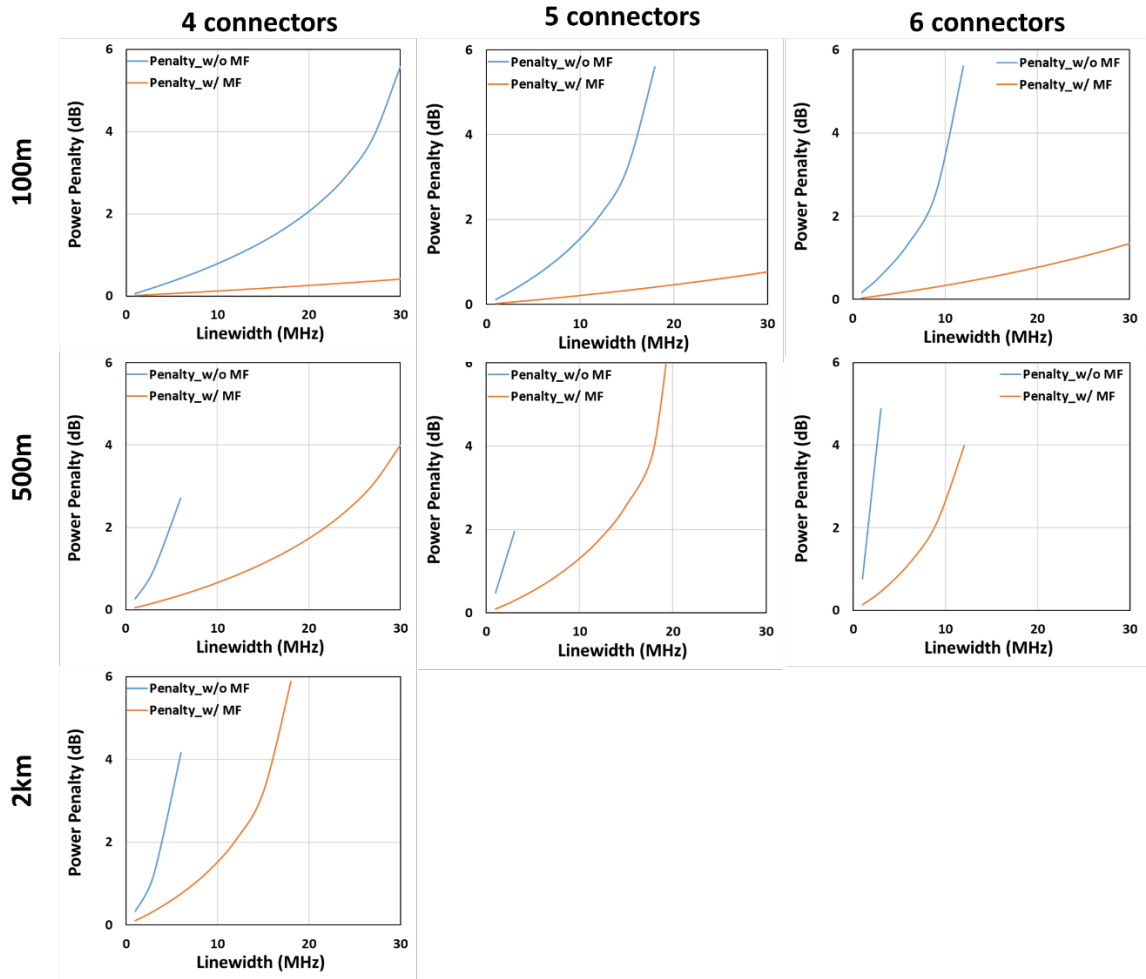 4 connectors
5 connectors
6 connectors
100m
6
4
2
0
Power Penalty (dB)
Penalty_w/o MF
Penalty_w/ MF
0
10
20
30
Linewidth (MHz)
6
4
2
0
Power Penalty (dB)
Penalty_w/o MF
Penalty_w/ MF
0
10
20
30
Linewidth (MHz)
6
4
2
0
Power Penalty (dB)
Penalty_w/o MF
Penalty_w/ MF
0
10
20
30
Linewidth (MHz)
500m
6
4
2
0
Power Penalty (dB)
Penalty_w/o MF
Penalty_w/ MF
0
10
20
30
Linewidth (MHz)
6
4
2
0
Power Penalty (dB)
Penalty_w/o MF
Penalty_w/ MF
0
10
20
30
Linewidth (MHz)
6
4
2
0
Power Penalty (dB)
Penalty_w/o MF
Penalty_w/ MF
0
10
20
30
Linewidth (MHz)
2km
6
4
2
0
Power Penalty (dB)
Penalty_w/o MF
Penalty_w/ MF
0
10
20
30
Linewidth (MHz)